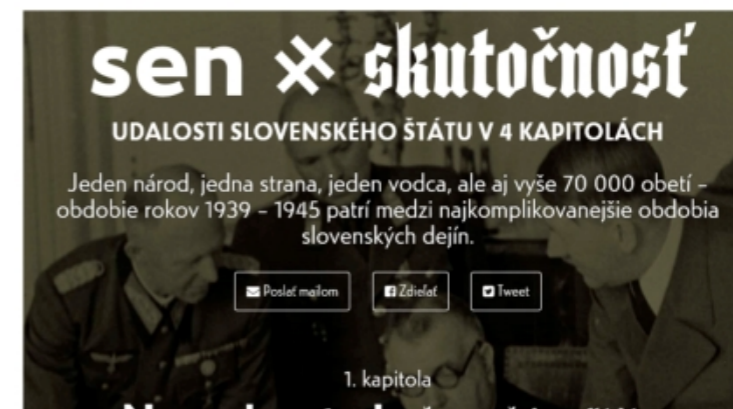 sen × skutočnosť
UDALOSTI SLOVENSKÉHO ŠTÁTU V 4 KAPITOLÁCH
Jeden národ, jedna strana, jeden vodca, ale aj vyše 70 000 obetí –
obdobie rokov 1939 – 1945 patrí medzi najkomplikovanejšie obdobia
slovenských dejín.
Poslať mailom Zdieľať Tweet
1. kapitola